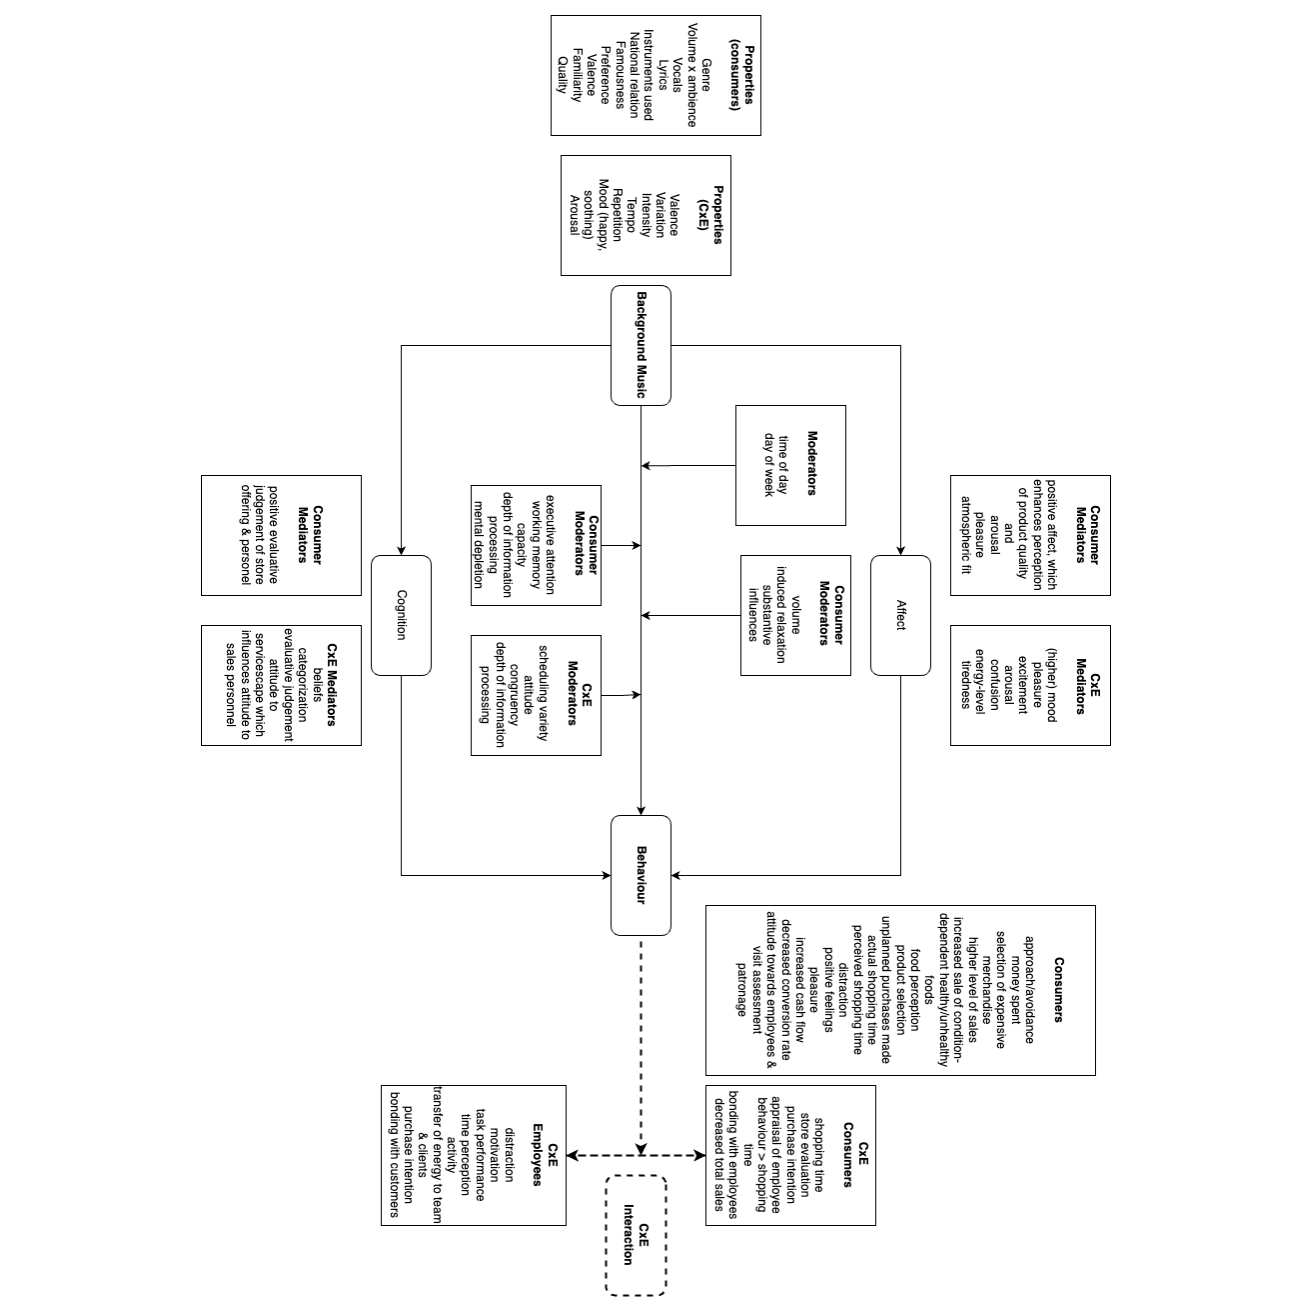 Properties
(consumers)
Genre
Volume x ambience
Vocals
Lyrics
Instruments used
National relation
Famousness
Preference
Valence
Familiarity
Quality
Properties
(CxE)
Valence
Variation
Intensity
Tempo
Repetition
Mood (happy,
soothing)
Arousal
Background Music
Moderators
time of day
day of week
Consumer
Moderators
executive attention
working memory
capacity
depth of information
processing
mental depletion
Consumer
Moderators
volume
induced relaxation
substantive
influences
CxE
Moderators
scheduling variety
attitude
congruency
depth of information
processing
Consumer
Mediators
positive affect, which
enhances perception
of product quality
and
arousal
pleasure
atmospheric fit
CxE
Mediators
(higher) mood
pleasure
excitement
arousal
confusion
energy-level
tiredness
Affect
Cognition
Consumer
Mediators
positive evaluative
judgement of store
offering & personel
CxE Mediators
beliefs
categorization
evaluative judgement
attitude to
servicescape which
influences attitude to
sales personnel
Behaviour
Consumers
approach/avoidance
money spent
selection of expensive
merchandise
higher level of sales
increased sale of condition-
dependent healthy/unhealthy
foods
food perception
product selection
unplanned purchases made
actual shopping time
perceived shopping time
distraction
positive feelings
pleasure
increased cash flow
decreased conversion rate
attitude towards employees &
visit assessment
patronage
CxE
Consumers
shopping time
store evaluation
purchase intention
appraisal of employee
behaviour > shopping
time
bonding with employees
decreased total sales
CxE
Employees
distraction
motivation
task performance
time perception
activity
transfer of energy to team
& clients
purchase intention
bonding with customers
CxE
Interaction